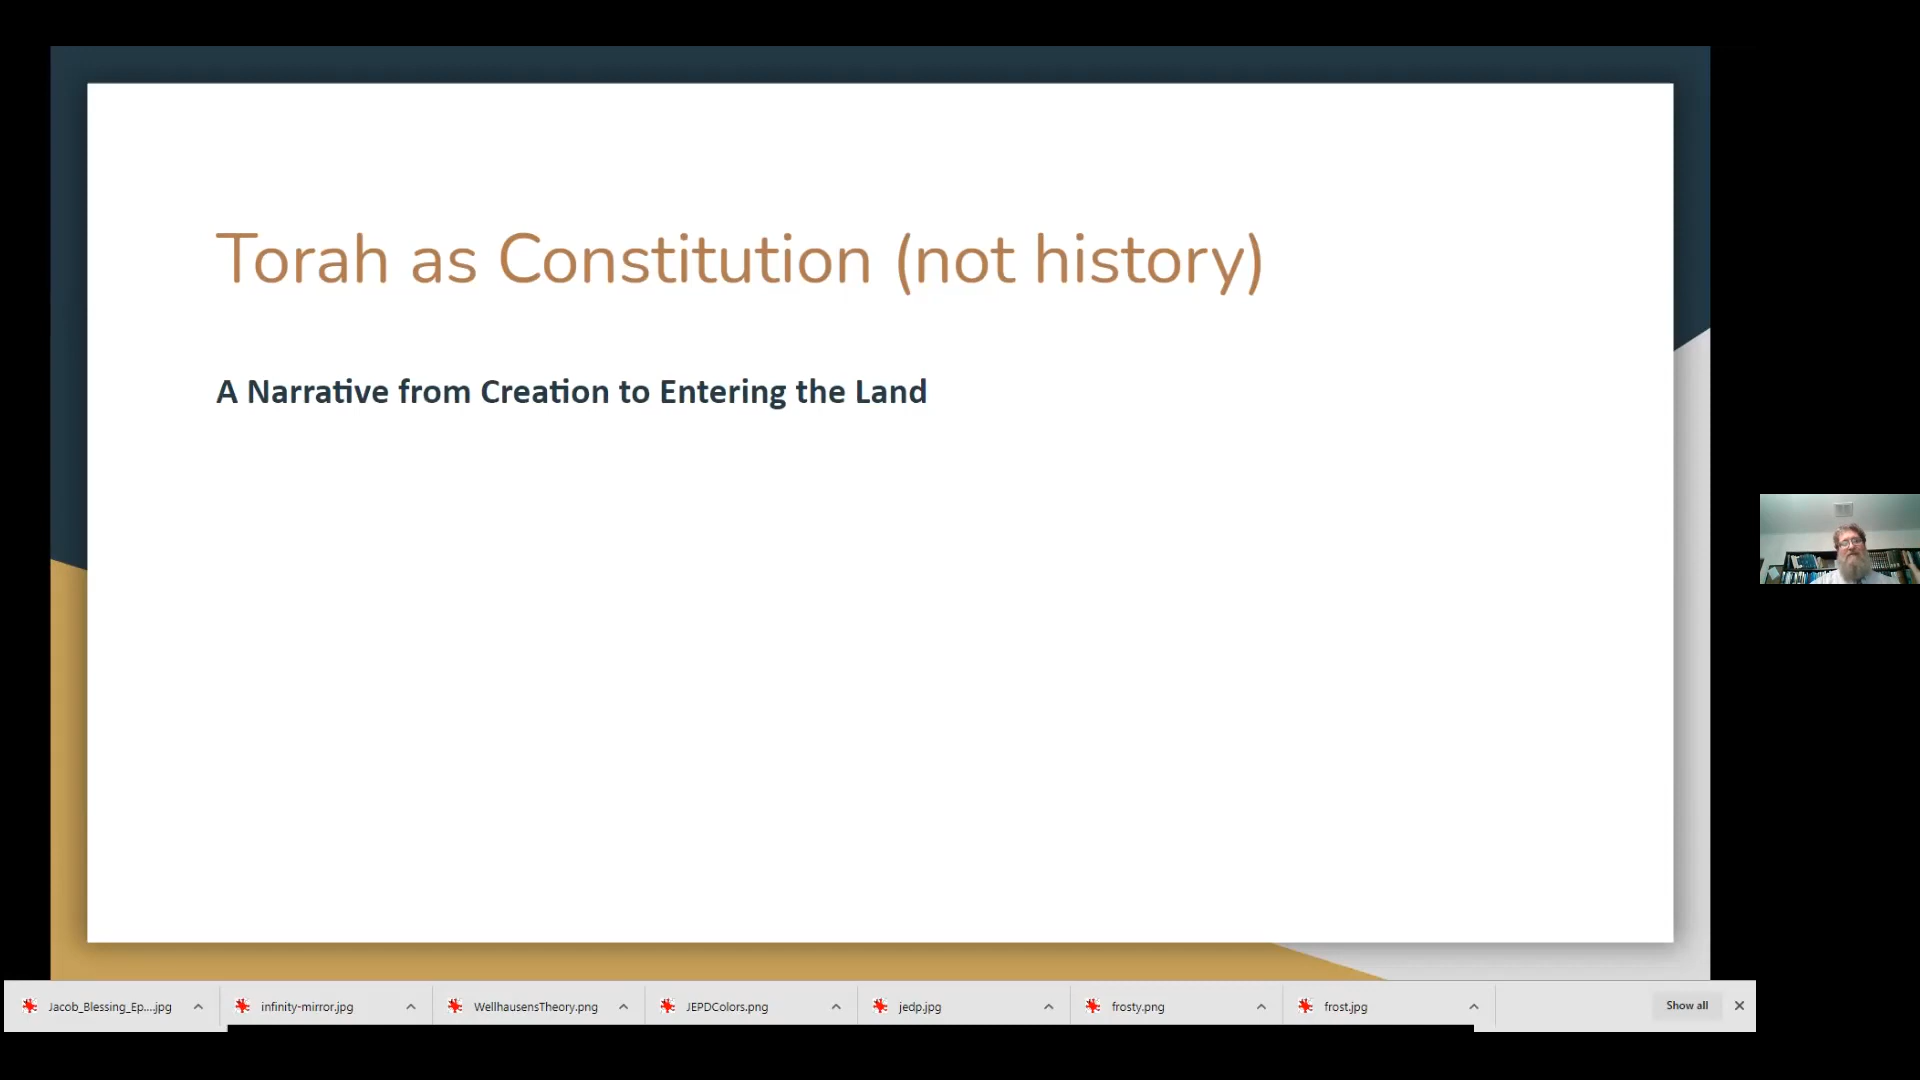 Torah as Constitution (not history)
A Narrative from Creation to Entering the Land
Jacob_Blessing_Ep....jpg
infinity-mirror.jpg
WellhausensTheory.png
JEPDColors.png
jedp.jpg
frosty.png
frost.jpg
Show all